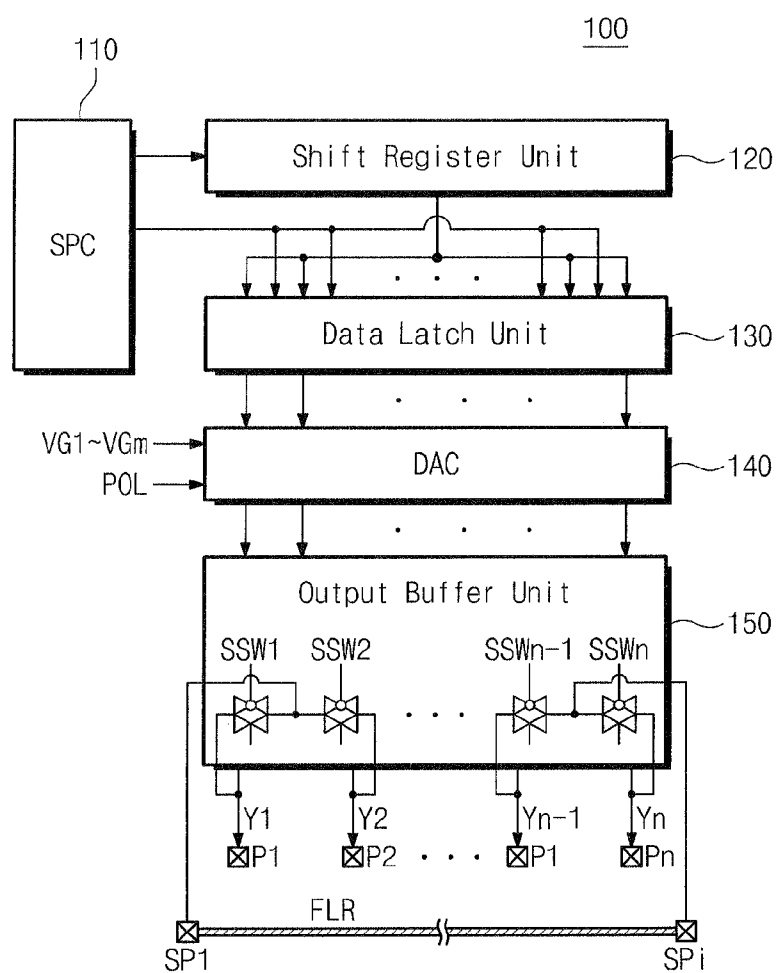 100
110
Shift Register Unit
120
SPC
. . .
Data Latch Unit
130
. . .
VG1~VGm
DAC
POL
140
. . .
Output Buffer Unit
150
SSW1 SSW2 SSWn-1 SSWn
. . .
Y1 Y2 Yn-1 Yn
P1 P2 . . . P1 Pn
FLR
SP1 SPi